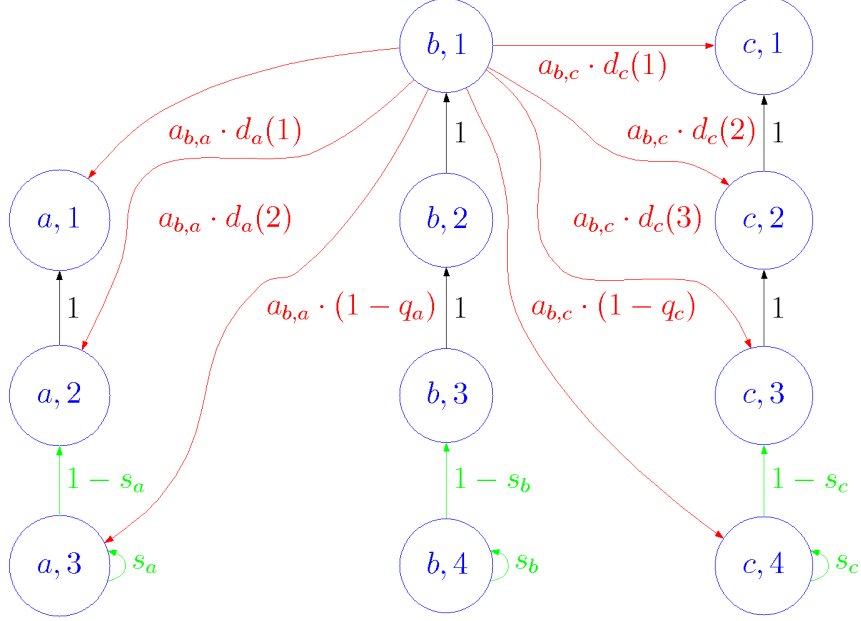 b, 1
c, 1
a_{b,c} · d_c(1)
a_{b,a} · d_a(1)
1
a_{b,c} · d_c(2)
1
a, 1
a_{b,a} · d_a(2)
b, 2
a_{b,c} · d_c(3)
c, 2
1
a_{b,a} · (1 − q_a)
1
a_{b,c} · (1 − q_c)
1
a, 2
b, 3
c, 3
1 − s_a
1 − s_b
1 − s_c
a, 3
s_a
b, 4
s_b
c, 4
s_c